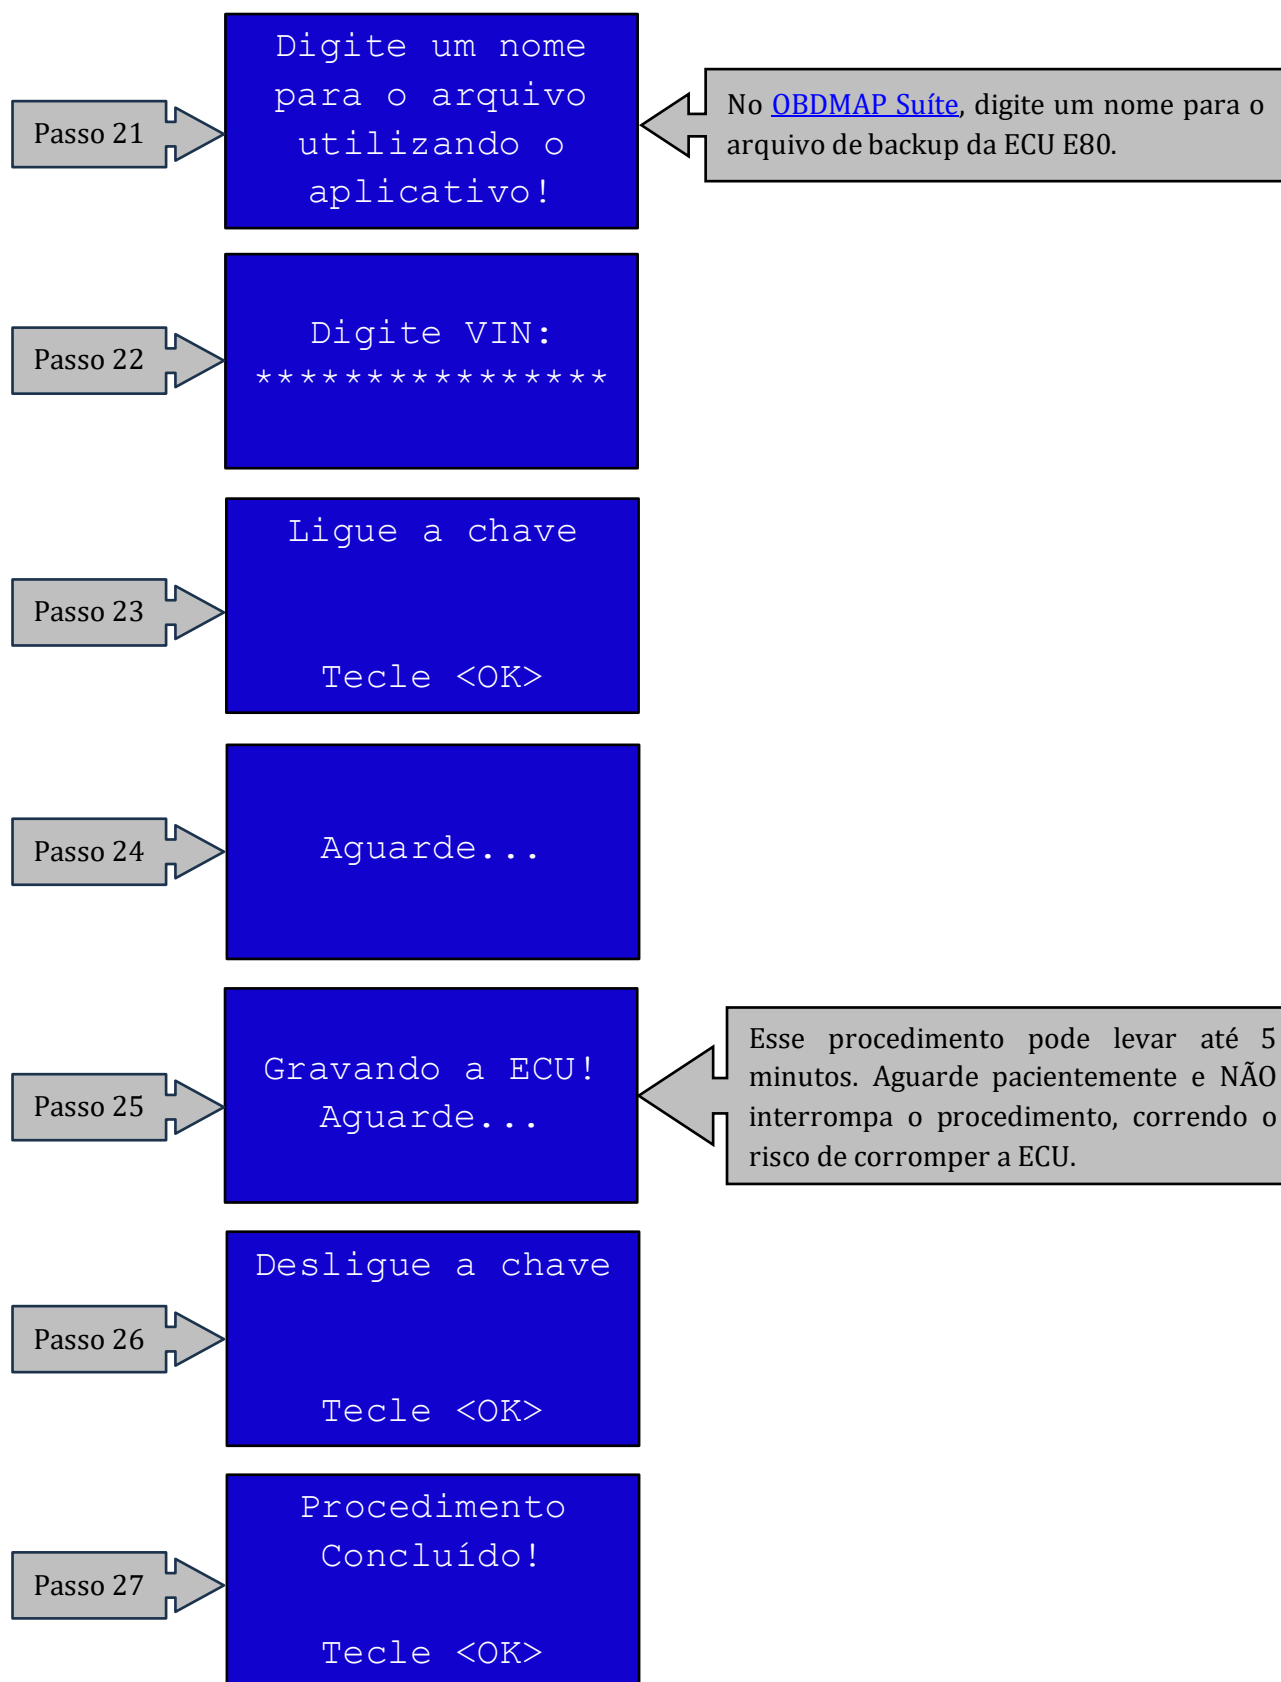 Passo 21
Digite um nome
para o arquivo
utilizando o
aplicativo!
No OBDMAP Suíte, digite um nome para o
arquivo de backup da ECU E80.
Passo 22
Digite VIN:
****************
Passo 23
Ligue a chave
Tecle <OK>
Passo 24
Aguarde...
Passo 25
Gravando a ECU!
Aguarde...
Esse procedimento pode levar até 5
minutos. Aguarde pacientemente e NÃO
interrompa o procedimento, correndo o
risco de corromper a ECU.
Passo 26
Desligue a chave
Tecle <OK>
Passo 27
Procedimento
Concluído!
Tecle <OK>